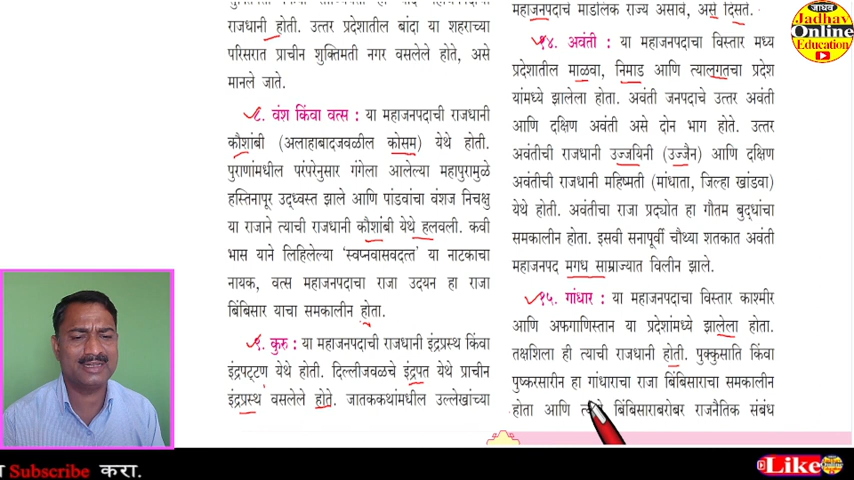 राजधानी होती. उत्तर प्रदेशातील बांदा या शहराच्या
परिसरात प्राचीन शुक्तिमती नगर वसलेले होते, असे
मानले जाते.
८. वंश किंवा वत्स : या महाजनपदाची राजधानी
कौशांबी (अलाहाबादजवळील कोसम) येथे होती.
पुराणांमधील परंपरेनुसार गंगेला आलेल्या महापुरामुळे
हस्तिनापूर उद्ध्वस्त झाले आणि पांडवांचा वंशज निचक्षु
या राजाने त्याची राजधानी कौशांबी येथे हलवली. कवी
भास याने लिहिलेल्या ‘स्वप्नवासवदत्त’ या नाटकाचा
नायक, वत्स महाजनपदाचा राजा उदयन हा राजा
बिंबिसार याचा समकालीन होता.
९. कुरु : या महाजनपदाची राजधानी इंद्रप्रस्थ किंवा
इंद्रपट्टण येथे होती. दिल्लीजवळचे इंद्रपत येथे प्राचीन
इंद्रप्रस्थ वसलेले होते. जातककथांमधील उल्लेखांच्या
महाजनपदाचे मांडलिक राज्य असावे, असे दिसते.
१४. अवंती : या महाजनपदाचा विस्तार मध्य
प्रदेशातील माळवा, निमाड आणि त्यालगतचा प्रदेश
यांमध्ये झालेला होता. अवंती जनपदाचे उत्तर अवंती
आणि दक्षिण अवंती असे दोन भाग होते. उत्तर
अवंतीची राजधानी उज्जयिनी (उज्जैन) आणि दक्षिण
अवंतीची राजधानी महिष्मती (मांधाता, जिल्हा खांडवा)
येथे होती. अवंतीचा राजा प्रद्योत हा गौतम बुद्धांचा
समकालीन होता. इसवी सनापूर्वी चौथ्या शतकात अवंती
महाजनपद मगध साम्राज्यात विलीन झाले.
१५. गांधार : या महाजनपदाचा विस्तार काश्मीर
आणि अफगाणिस्तान या प्रदेशांमध्ये झालेला होता.
तक्षशिला ही त्याची राजधानी होती. पुक्कुसाति किंवा
पुष्करसारीन हा गांधाराचा राजा बिंबिसाराचा समकालीन
होता आणि बिंबिसाराबरोबर राजनैतिक संबंध
जाधव
Jadhav
Online
Education
Subscribe करा.
Like